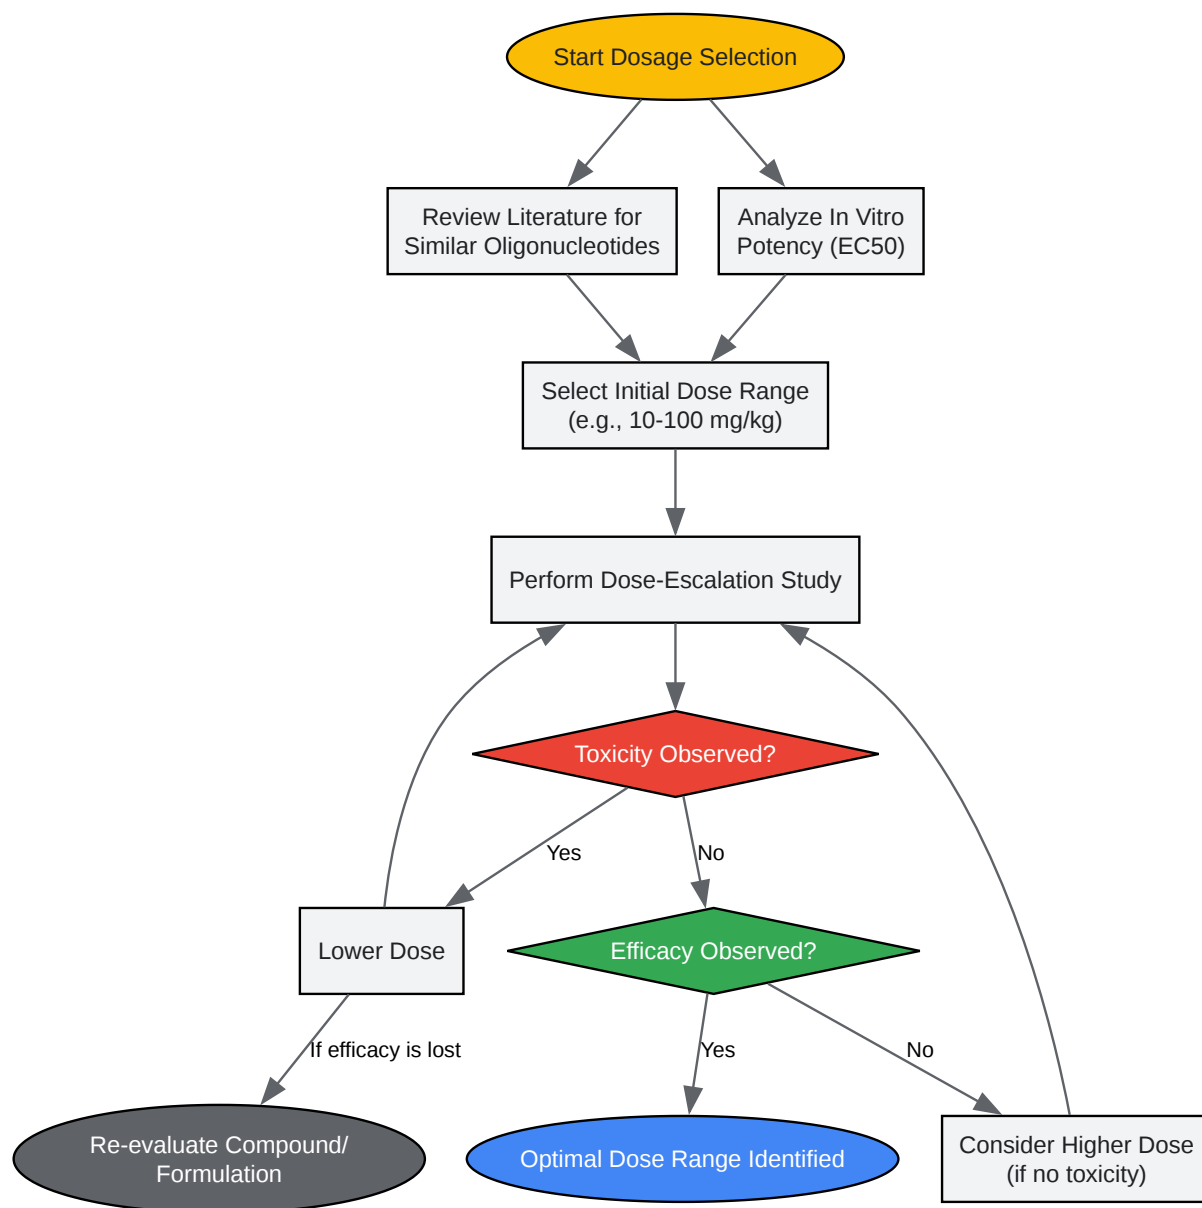 Start Dosage Selection
Review Literature for
Similar Oligonucleotides
Analyze In Vitro
Potency (EC50)
Select Initial Dose Range
(e.g., 10-100 mg/kg)
Perform Dose-Escalation Study
Toxicity Observed?
Yes
No
Lower Dose
Efficacy Observed?
If efficacy is lost
Yes
No
Re-evaluate Compound/
Formulation
Optimal Dose Range Identified
Consider Higher Dose
(if no toxicity)